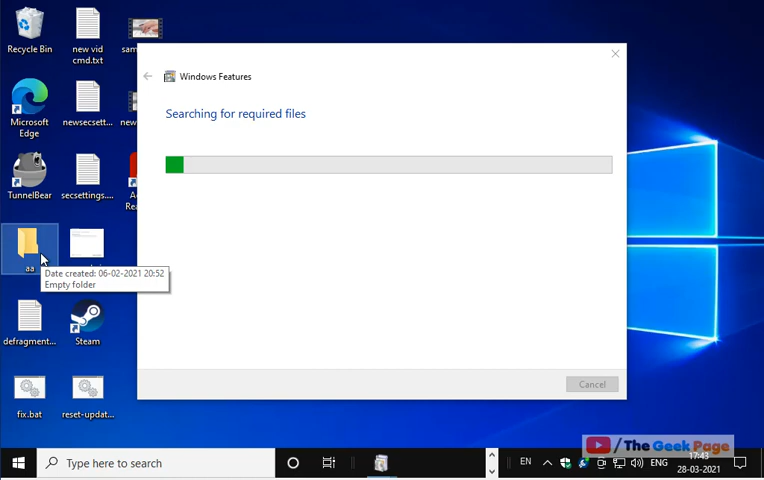 Recycle Bin
new vid
cmd.txt
Microsoft
Edge
newsecsett...
TunnelBear
secsettings....
aa
Date created: 06-02-2021 20:52
Empty folder
defragment...
Steam
fix.bat
reset-updat...
Windows Features
Searching for required files
Cancel
Type here to search
EN
ENG
17:43
28-03-2021
/The Geek Page